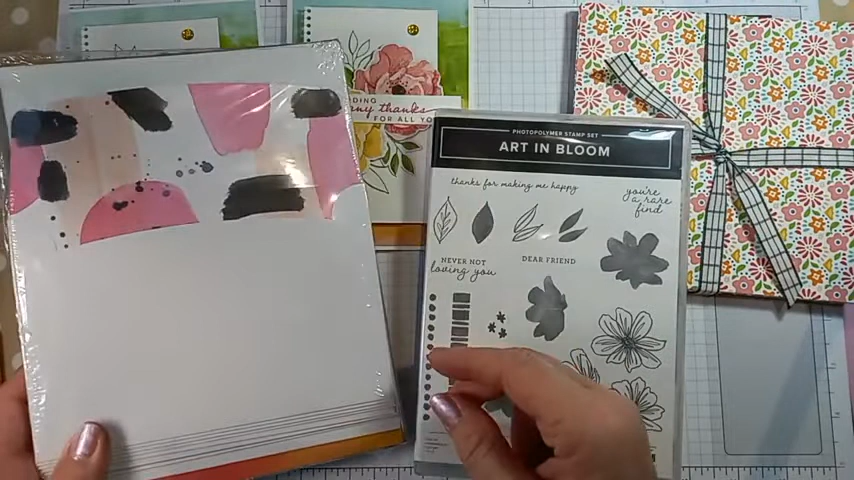 PHOTOPOLYMER STAMP SET
ART IN BLOOM
thanks for making me happy
you're
a rare
find
NEVER NOT
loving you
DEAR FRIEND
thanks
FOR ALL